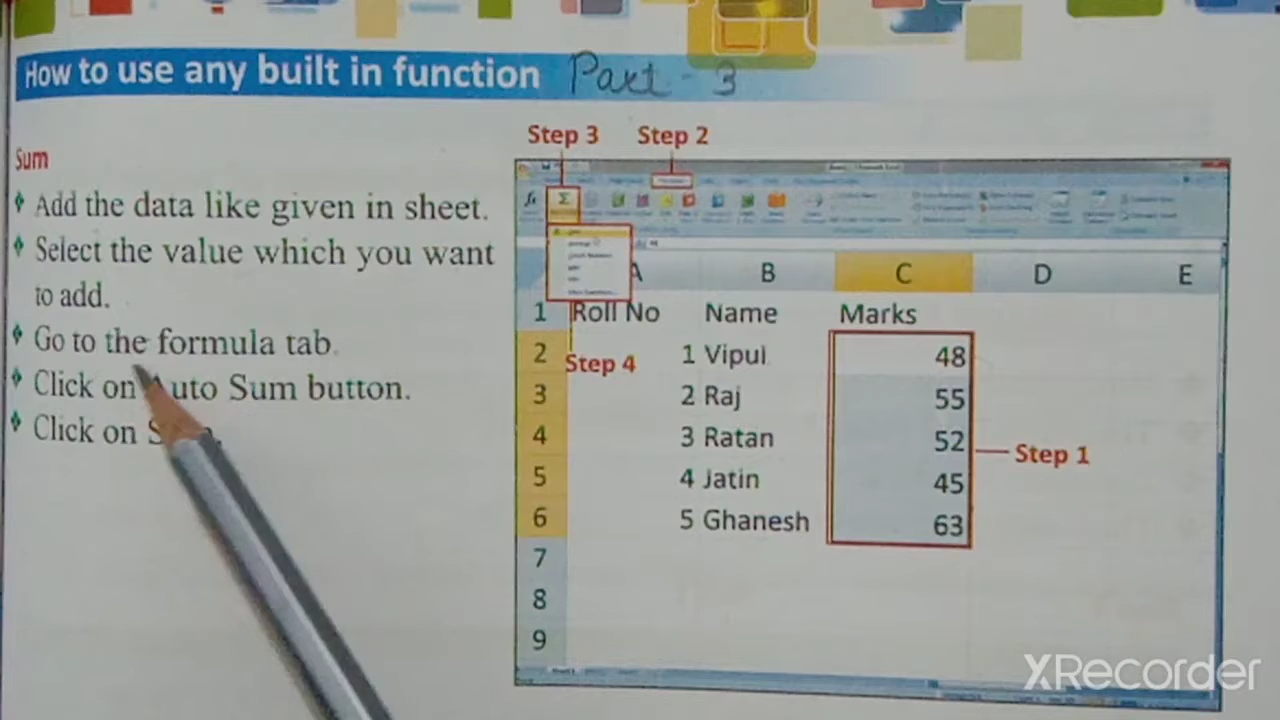 How to use any built in function Part - 3
Sum
Add the data like given in sheet.
Select the value which you want
to add.
Go to the formula tab.
Click on Auto Sum button.
Click on
Step 3 Step 2
fx Σ
A B C D E
1 Roll No Name Marks
2 1 Vipul 48
Step 4
3 2 Raj 55
4 3 Ratan 52
Step 1
5 4 Jatin 45
6 5 Ghanesh 63
7
8
9
XRecorder